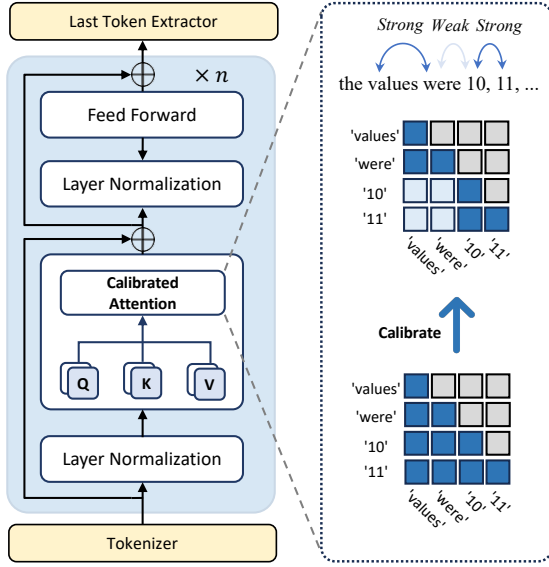 Last Token Extractor
× n
Feed Forward
Layer Normalization
Calibrated
Attention
Q
K
V
Layer Normalization
Tokenizer
Strong Weak Strong
the values were 10, 11, ...
'values'
'were'
'10'
'11'
'values'
'were'
'10'
'11'
Calibrate
'values'
'were'
'10'
'11'
'values'
'were'
'10'
'11'